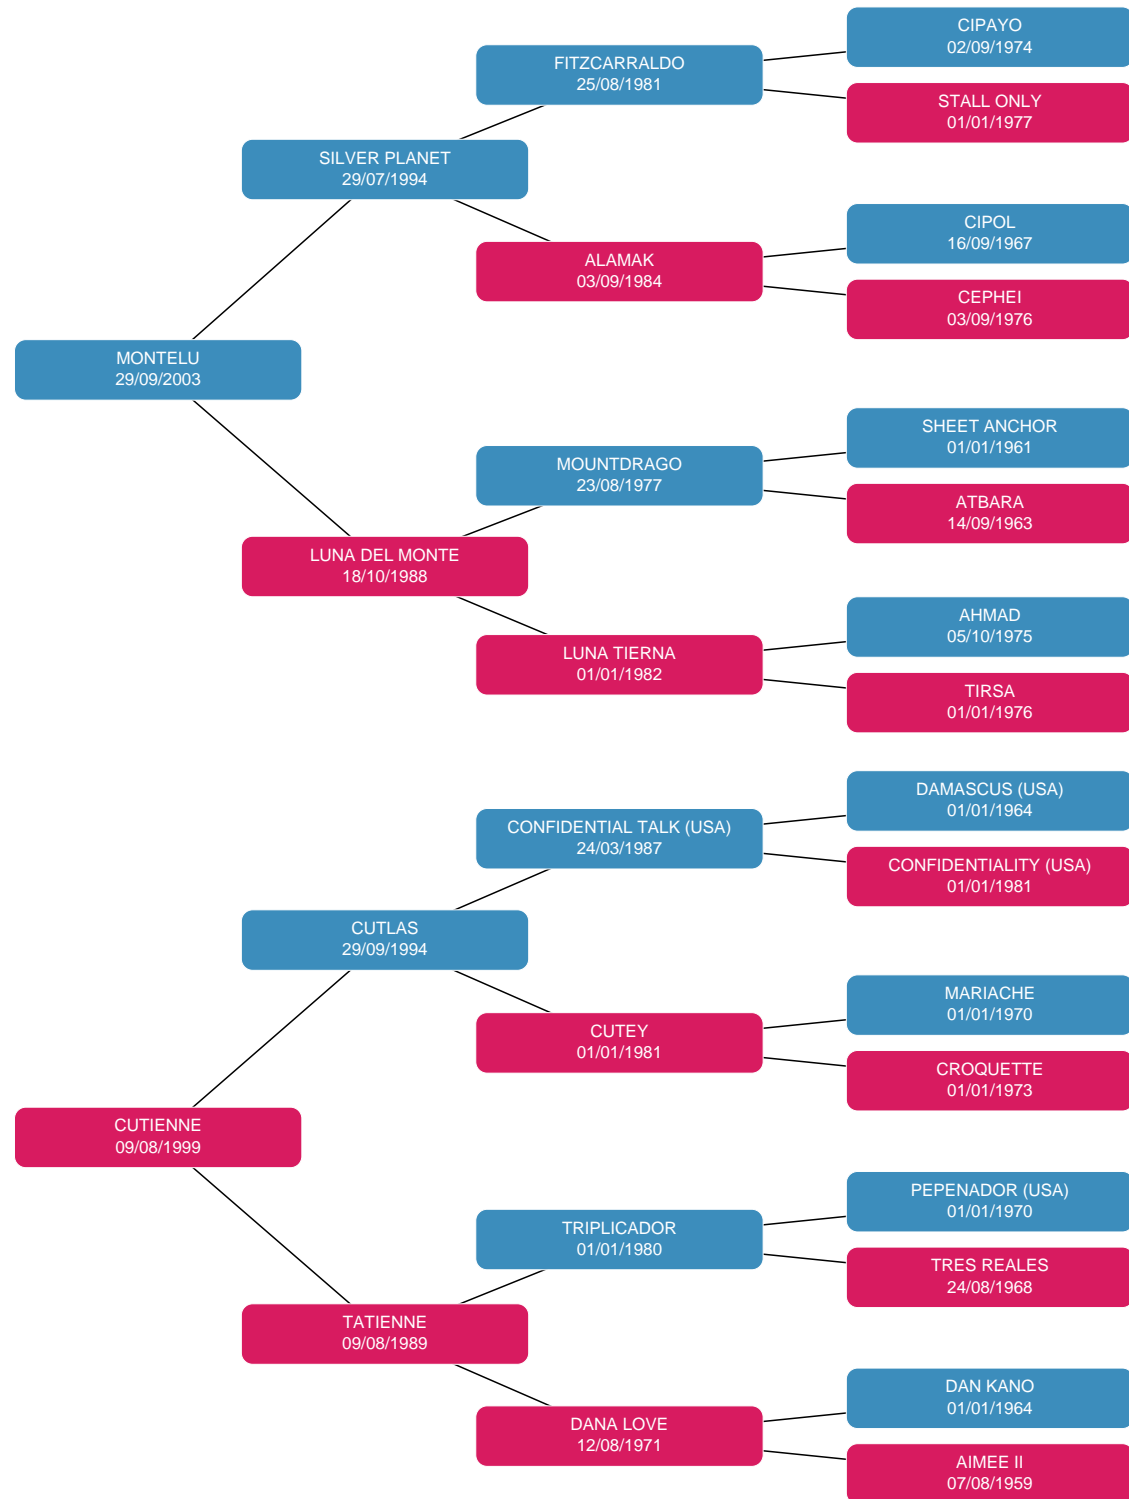 CIPAYO
02/09/1974
FITZCARRALDO
25/08/1981
STALL ONLY
01/01/1977
SILVER PLANET
29/07/1994
CIPOL
16/09/1967
ALAMAK
03/09/1984
CEPHEI
03/09/1976
MONTELU
29/09/2003
SHEET ANCHOR
01/01/1961
MOUNTDRAGO
23/08/1977
ATBARA
14/09/1963
LUNA DEL MONTE
18/10/1988
AHMAD
05/10/1975
LUNA TIERNA
01/01/1982
TIRSA
01/01/1976
DAMASCUS (USA)
01/01/1964
CONFIDENTIAL TALK (USA)
24/03/1987
CONFIDENTIALITY (USA)
01/01/1981
CUTLAS
29/09/1994
MARIACHE
01/01/1970
CUTEY
01/01/1981
CROQUETTE
01/01/1973
CUTIENNE
09/08/1999
PEPENADOR (USA)
01/01/1970
TRIPLICADOR
01/01/1980
TRES REALES
24/08/1968
TATIENNE
09/08/1989
DAN KANO
01/01/1964
DANA LOVE
12/08/1971
AIMEE II
07/08/1959